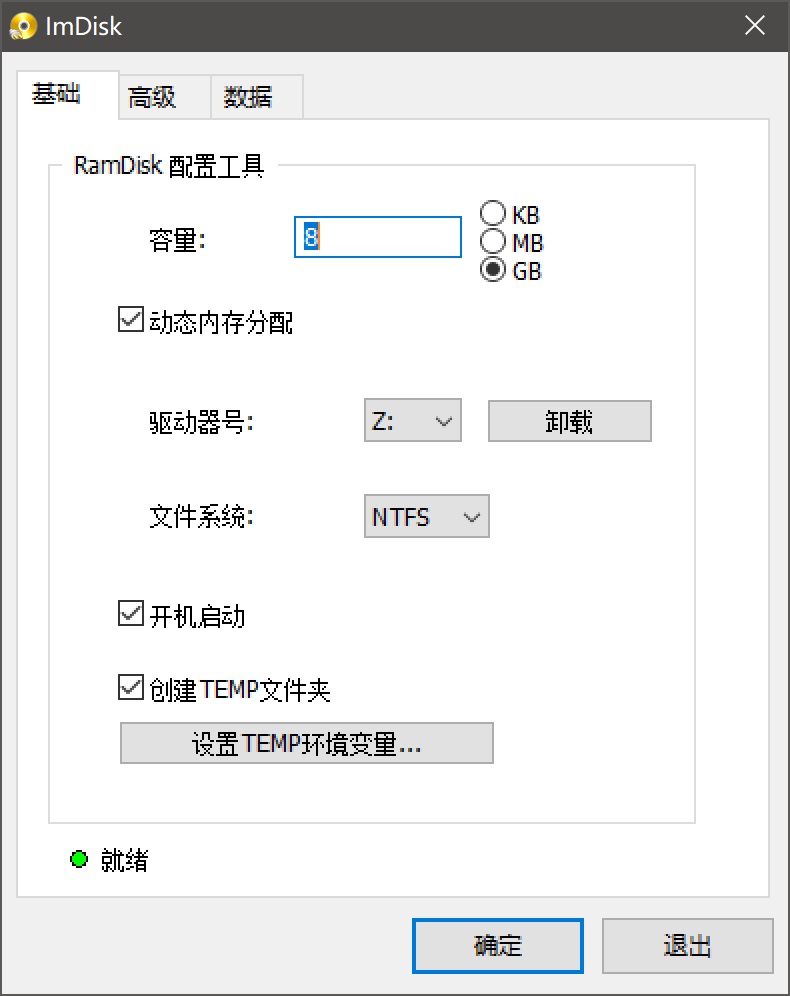 ImDisk
基础 高级 数据
RamDisk 配置工具
容量: 8
KB
MB
GB
动态内存分配
驱动器号: Z: 卸载
文件系统: NTFS
开机启动
创建TEMP文件夹
设置TEMP环境变量...
就绪
确定 退出